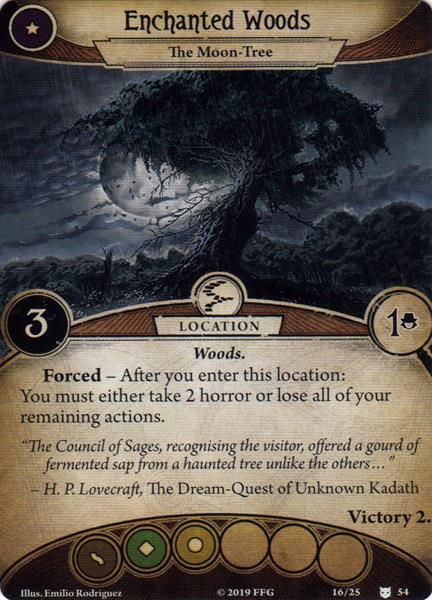 Enchanted Woods
The Moon-Tree
3
1
LOCATION
Woods.
Forced – After you enter this location:
You must either take 2 horror or lose all of your
remaining actions.
“The Council of Sages, recognising the visitor, offered a gourd of
fermented sap from a haunted tree unlike the others…”
– H. P. Lovecraft, The Dream-Quest of Unknown Kadath
Victory 2.
Illus. Emilio Rodriguez © 2019 FFG 16/25 54